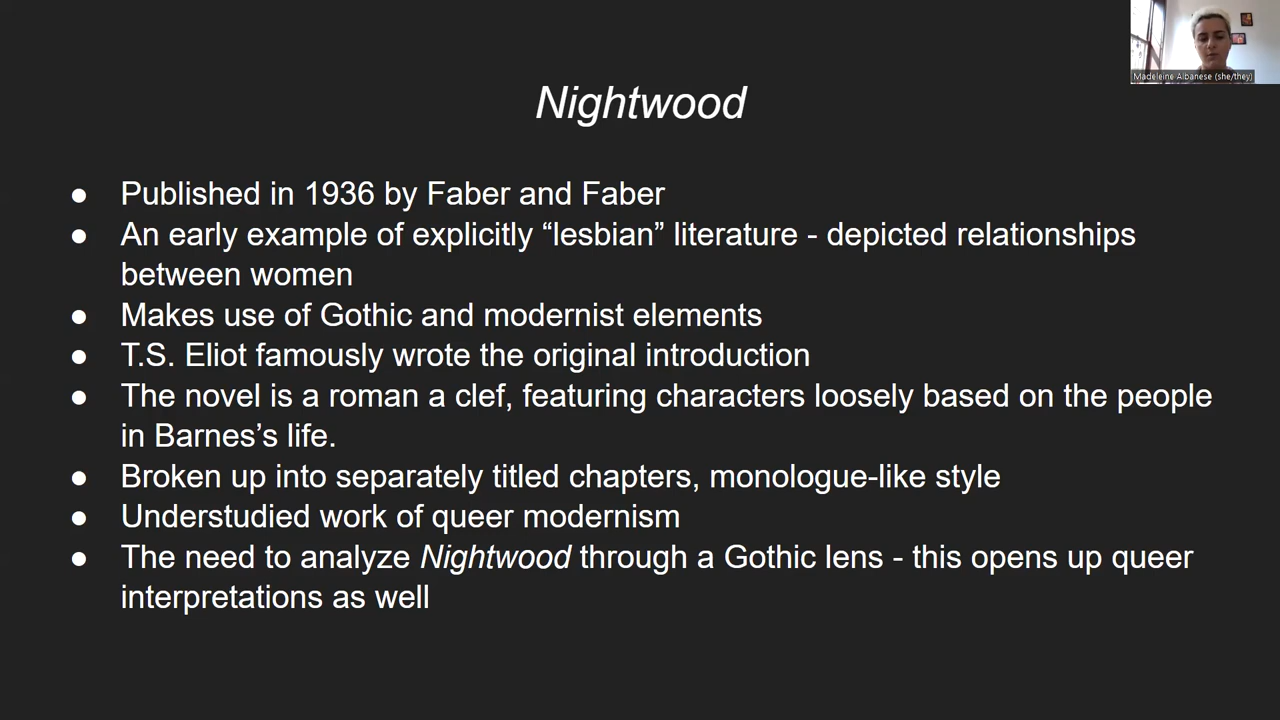 Madeleine Albanese (she/they)
Nightwood
● Published in 1936 by Faber and Faber
● An early example of explicitly “lesbian” literature - depicted relationships
between women
● Makes use of Gothic and modernist elements
● T.S. Eliot famously wrote the original introduction
● The novel is a roman a clef, featuring characters loosely based on the people
in Barnes’s life.
● Broken up into separately titled chapters, monologue-like style
● Understudied work of queer modernism
● The need to analyze Nightwood through a Gothic lens - this opens up queer
interpretations as well